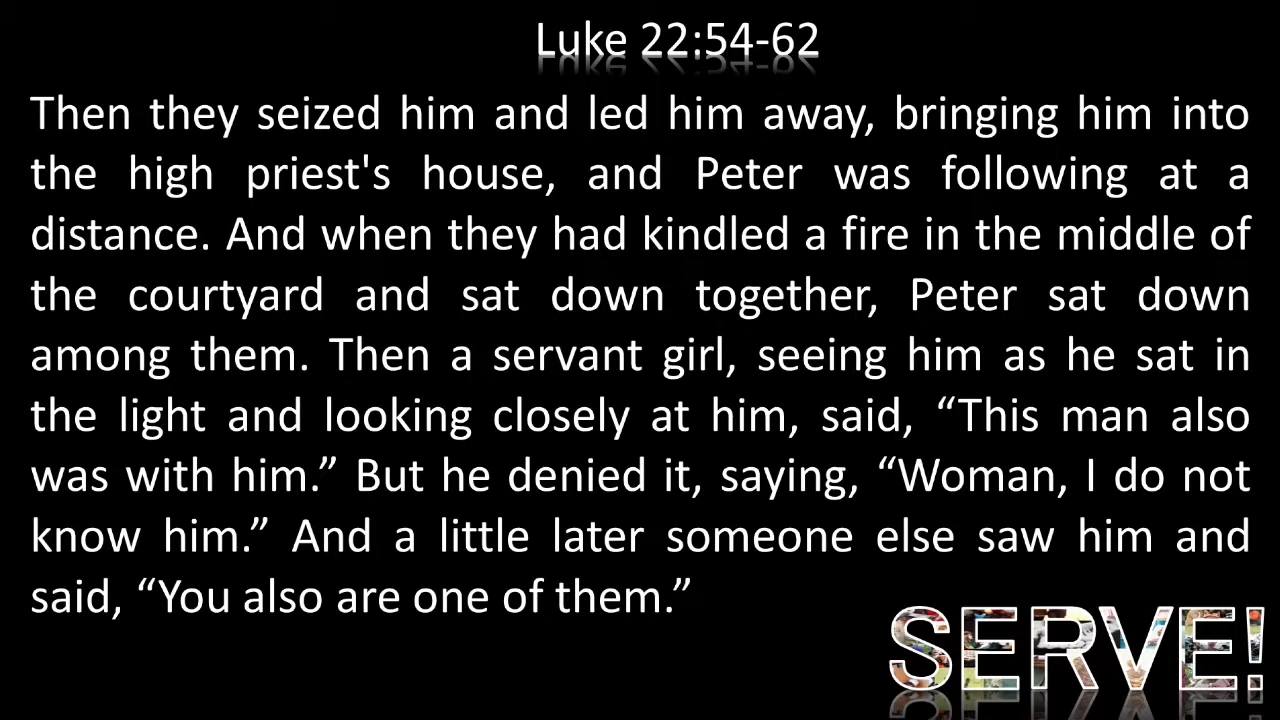 Luke 22:54-62
Then they seized him and led him away, bringing him into
the high priest's house, and Peter was following at a
distance. And when they had kindled a fire in the middle of
the courtyard and sat down together, Peter sat down
among them. Then a servant girl, seeing him as he sat in
the light and looking closely at him, said, “This man also
was with him.” But he denied it, saying, “Woman, I do not
know him.” And a little later someone else saw him and
said, “You also are one of them.”
SERVE!